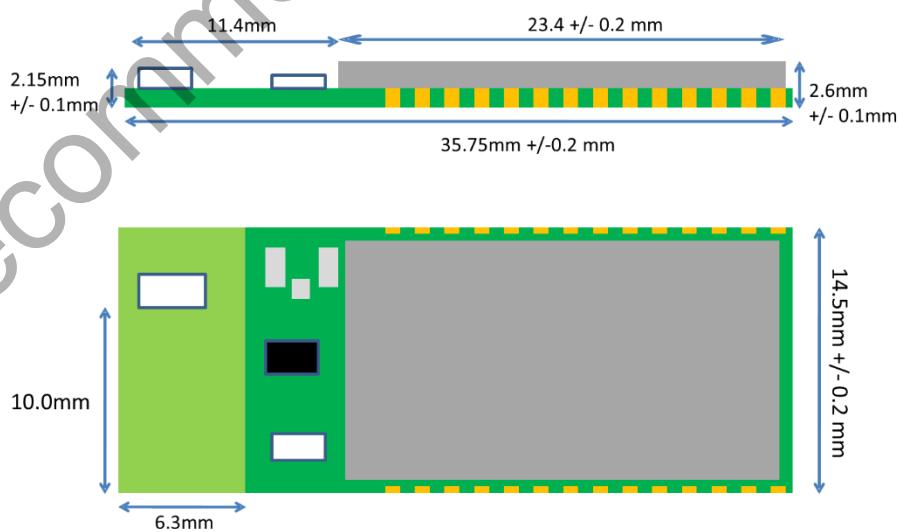 11.4mm
23.4 +/- 0.2 mm
2.15mm
+/- 0.1mm
2.6mm
+/- 0.1mm
35.75mm +/-0.2 mm
14.5mm +/- 0.2 mm
10.0mm
6.3mm